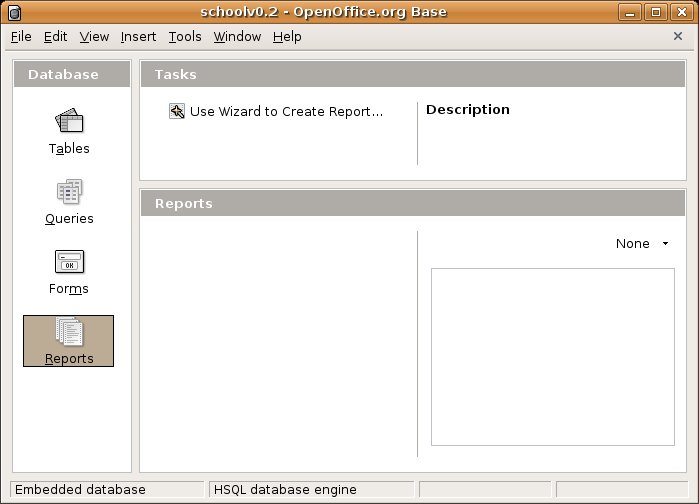 schoolv0.2 - OpenOffice.org Base
File Edit View Insert Tools Window Help
Database
Tables
Queries
Forms
Reports
Tasks
Use Wizard to Create Report...
Description
Reports
None
Embedded database
HSQL database engine